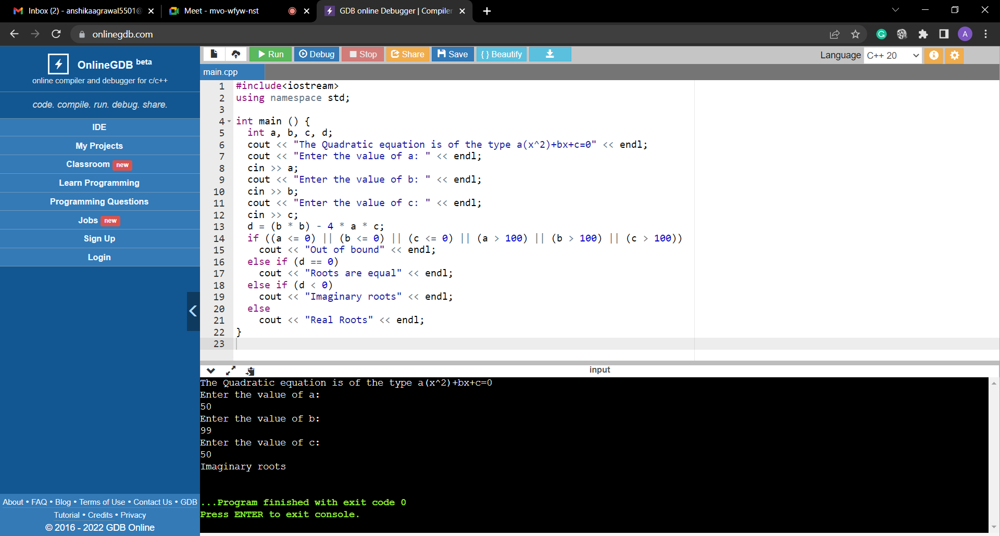 Inbox (2) - anshikaagrawal5501@
Meet - mvo-wfyw-nst
GDB online Debugger | Compiler
onlinegdb.com
A
OnlineGDB beta
online compiler and debugger for c/c++
code. compile. run. debug. share.
IDE
My Projects
Classroom new
Learn Programming
Programming Questions
Jobs new
Sign Up
Login
About • FAQ • Blog • Terms of Use • Contact Us • GDB
Tutorial • Credits • Privacy
© 2016 - 2022 GDB Online
Run Debug Stop Share Save {} Beautify
Language C++ 20
main.cpp
1 #include<iostream>
2 using namespace std;
3
4 int main () {
5 int a, b, c, d;
6 cout << "The Quadratic equation is of the type a(x^2)+bx+c=0" << endl;
7 cout << "Enter the value of a: " << endl;
8 cin >> a;
9 cout << "Enter the value of b: " << endl;
10 cin >> b;
11 cout << "Enter the value of c: " << endl;
12 cin >> c;
13 d = (b * b) - 4 * a * c;
14 if ((a <= 0) || (b <= 0) || (c <= 0) || (a > 100) || (b > 100) || (c > 100))
15 cout << "Out of bound" << endl;
16 else if (d == 0)
17 cout << "Roots are equal" << endl;
18 else if (d < 0)
19 cout << "Imaginary roots" << endl;
20 else
21 cout << "Real Roots" << endl;
22 }
23
input
The Quadratic equation is of the type a(x^2)+bx+c=0
Enter the value of a:
50
Enter the value of b:
99
Enter the value of c:
50
Imaginary roots
...Program finished with exit code 0
Press ENTER to exit console.